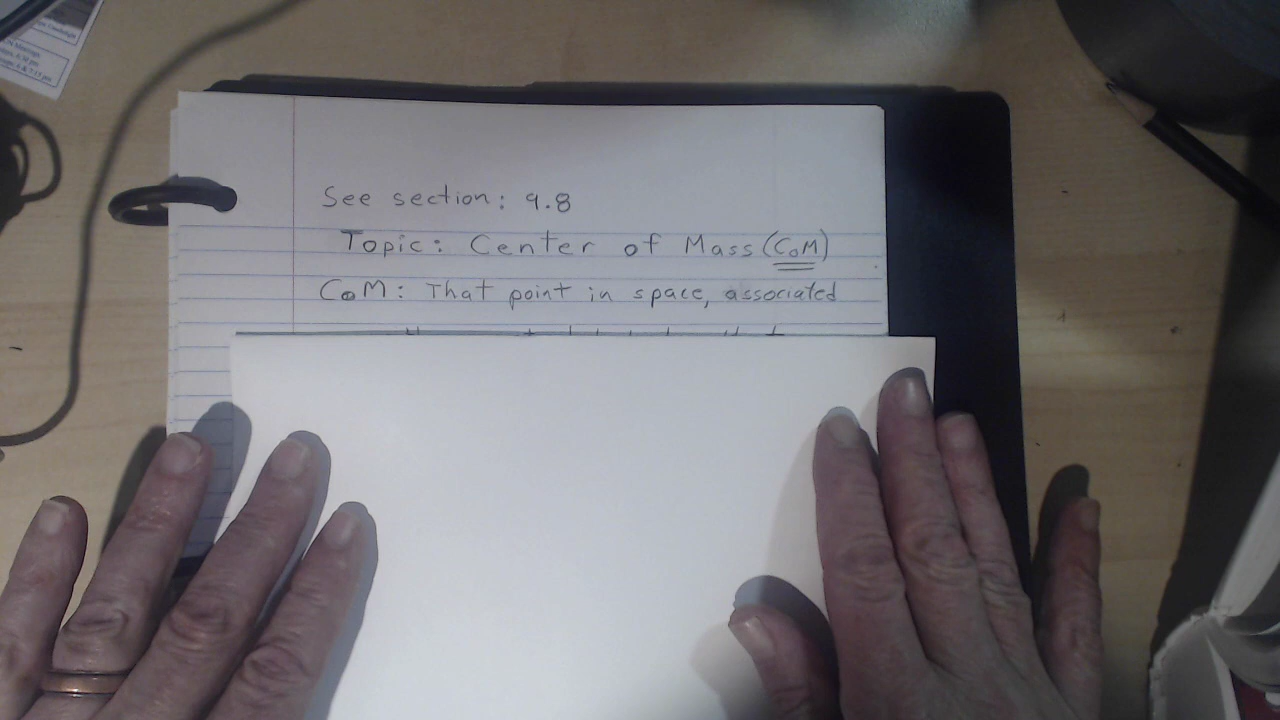 See section: 9.8
Topic: Center of Mass (CoM)
CoM: That point in space, associated